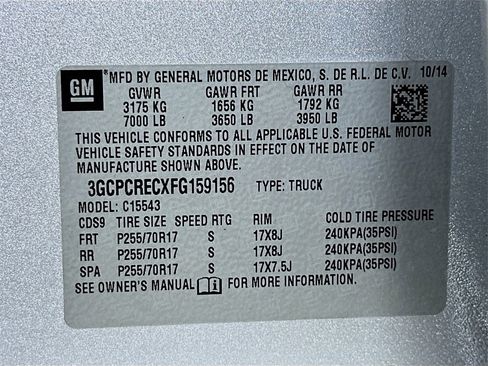 GM MFD BY GENERAL MOTORS DE MEXICO, S. DE R.L. DE C.V. 10/14
GVWR GAWR FRT GAWR RR
3175 KG 1656 KG 1792 KG
7000 LB 3650 LB 3950 LB
THIS VEHICLE CONFORMS TO ALL APPLICABLE U.S. FEDERAL MOTOR
VEHICLE SAFETY STANDARDS IN EFFECT ON THE DATE OF
MANUFACTURE SHOWN ABOVE.
3GCPCRECXFG159156 TYPE: TRUCK
MODEL: C15543
CDS9 TIRE SIZE SPEED RTG RIM COLD TIRE PRESSURE
FRT P255/70R17 S 17X8J 240KPA(35PSI)
RR P255/70R17 S 17X8J 240KPA(35PSI)
SPA P255/70R17 S 17X7.5J 240KPA(35PSI)
SEE OWNER'S MANUAL FOR MORE INFORMATION.